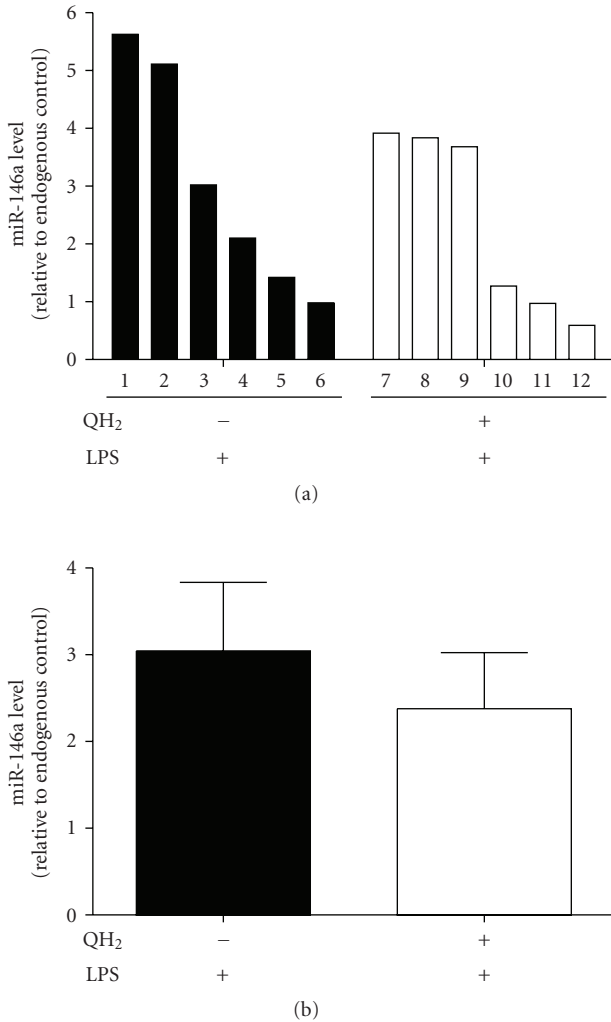 miR-146a level
(relative to endogenous control)
6
5
4
3
2
1
0
1 2 3 4 5 6 7 8 9 10 11 12
QH₂ − +
LPS + +
(a)
miR-146a level
(relative to endogenous control)
4
3
2
1
0
QH₂ − +
LPS + +
(b)